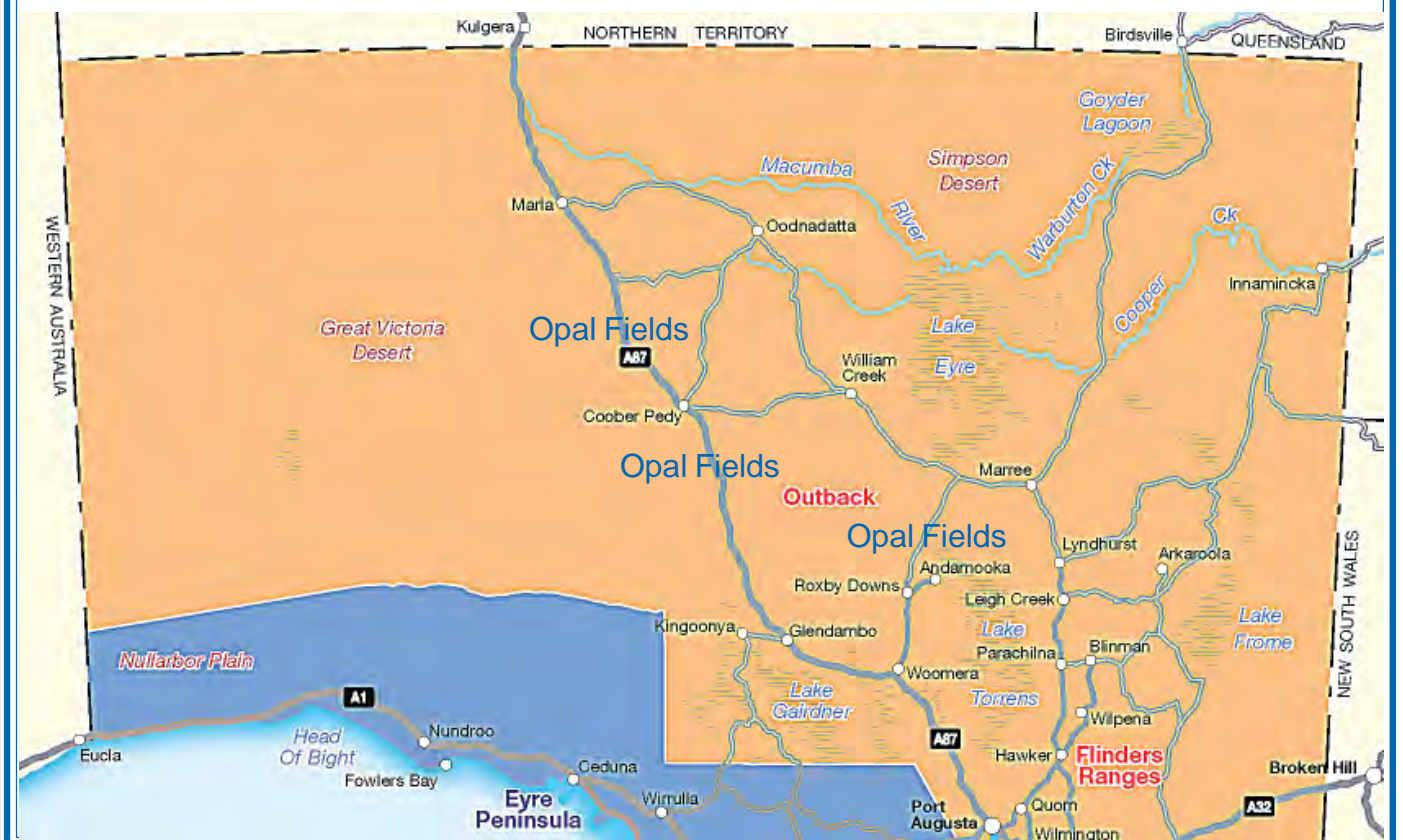 Kulgera
NORTHERN TERRITORY
Birdsville
QUEENSLAND
Goyder
Lagoon
Macumba
River
Simpson
Desert
Warburton Ck
Marla
Oodnadatta
Cooper
Ck
Innamincka
WESTERN AUSTRALIA
Great Victoria
Desert
Opal Fields
A87
Lake
Eyre
William
Creek
Coober Pedy
Opal Fields
Marree
Outback
Opal Fields
Lyndhurst
Arkaroola
Andamooka
Roxby Downs
Leigh Creek
NEW SOUTH WALES
Kingoonya
Glendambo
Lake
Torrens
Parachilna
Blinman
Lake
Frome
Nullarbor Plain
Woomera
Lake
Gairdner
A1
Wilpena
Eucla
Head
Of Bight
Nundroo
Fowlers Bay
Ceduna
A87
Hawker
Flinders
Ranges
Broken Hill
Eyre
Peninsula
Wirrulla
Port
Augusta
Quorn
A32
Wilmington